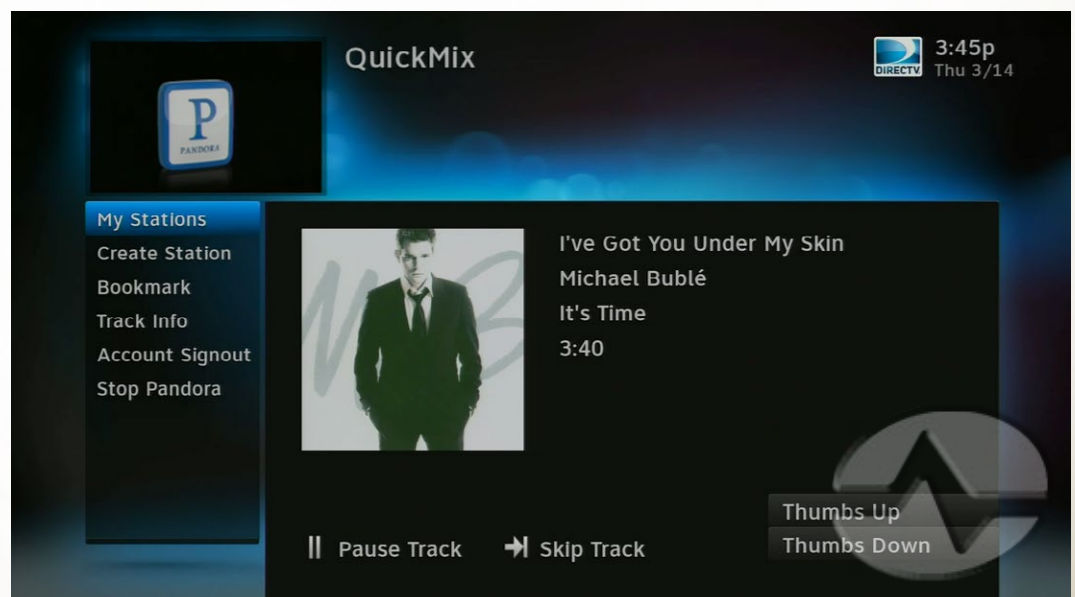 QuickMix
DIRECTV
3:45p
Thu 3/14
P
PANDORA
My Stations
Create Station
Bookmark
Track Info
Account Signout
Stop Pandora
MB
I've Got You Under My Skin
Michael Bublé
It's Time
3:40
Pause Track
Skip Track
Thumbs Up
Thumbs Down